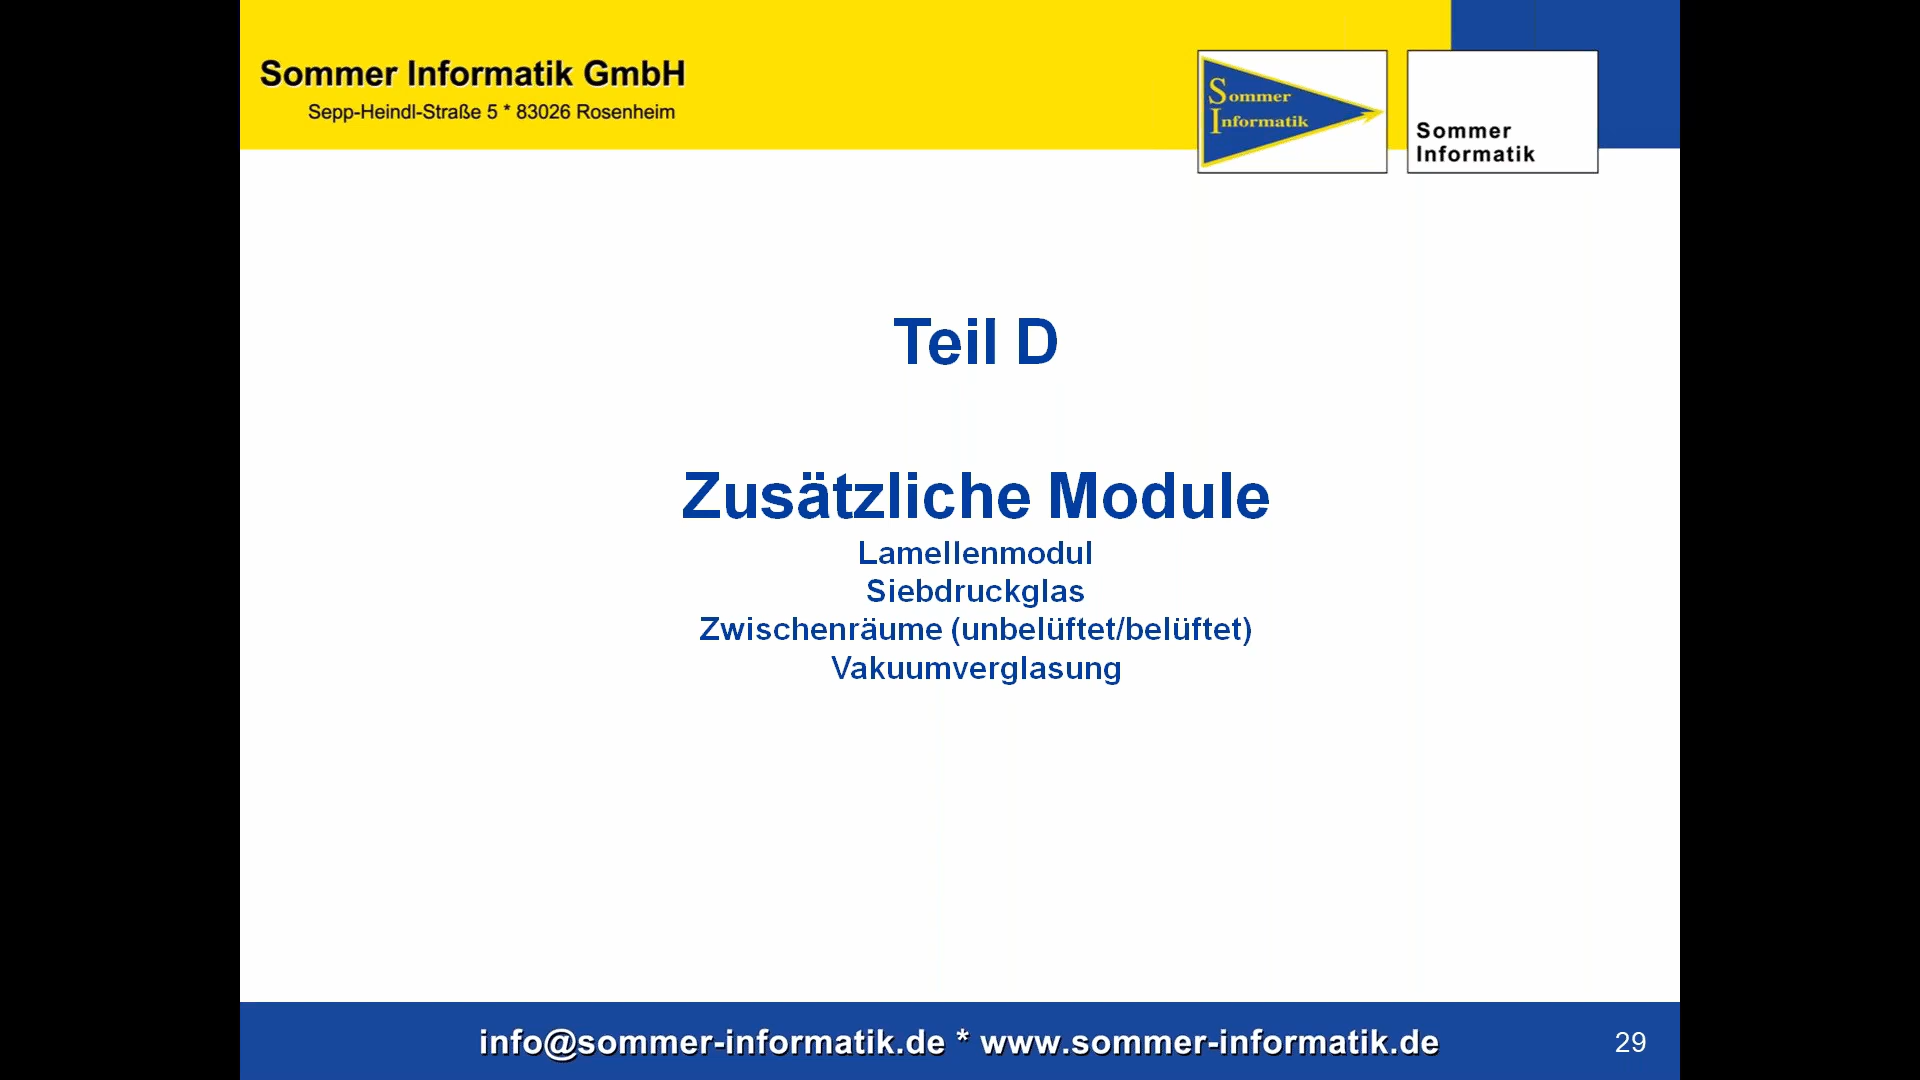 Sommer Informatik GmbH
Sepp-Heindl-Straße 5 * 83026 Rosenheim
Sommer
Informatik
Sommer
Informatik
Teil D
Zusätzliche Module
Lamellenmodul
Siebdruckglas
Zwischenräume (unbelüftet/belüftet)
Vakuumverglasung
info@sommer-informatik.de * www.sommer-informatik.de
29